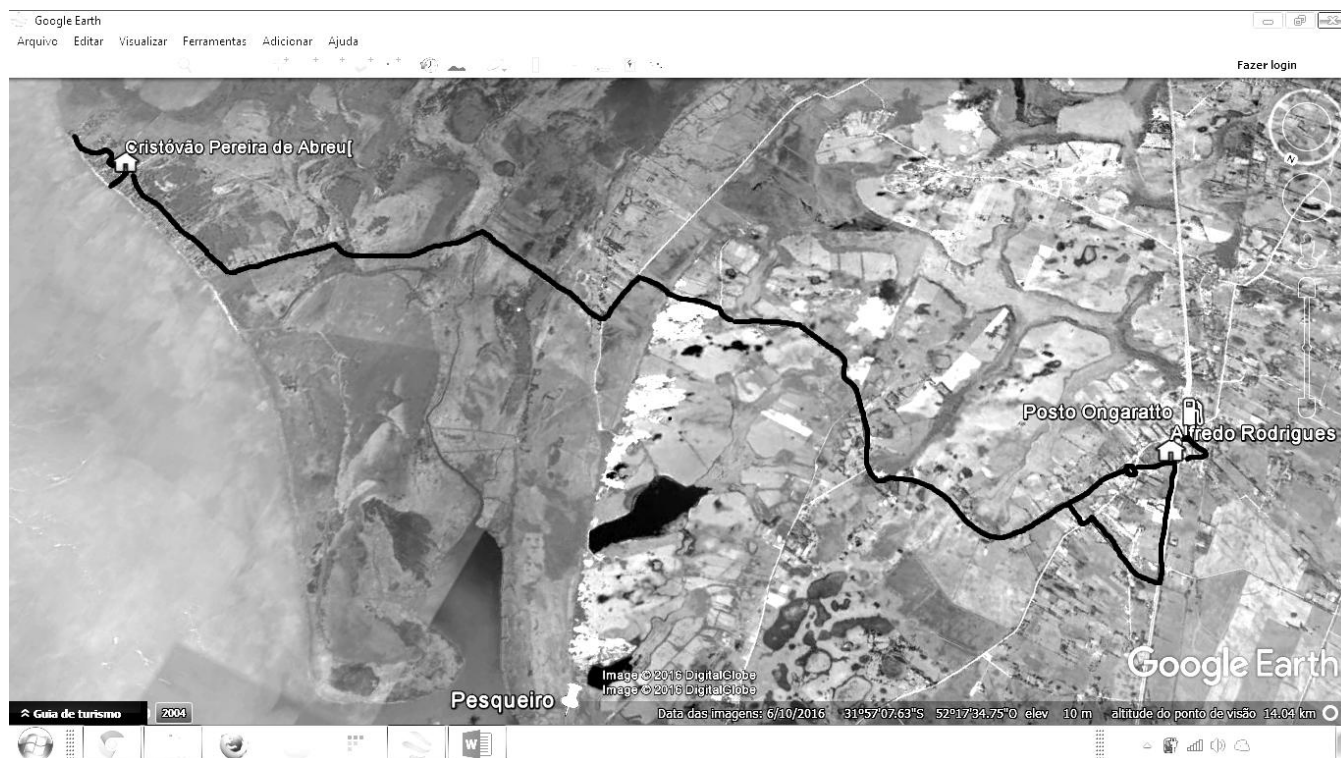 Google Earth
Arquivo Editar Visualizar Ferramentas Adicionar Ajuda
Fazer login
Cristóvão Pereira de Abreu[
N
Posto Ongaratto
Alfredo Rodrigues
Google Earth
Image © 2016 DigitalGlobe
Image © 2016 DigitalGlobe
Pesqueiro
Guia de turismo 2004 Data das imagens: 6/10/2016 31°57'07.63"S 52°17'34.75"O elev 10 m altitude do ponto de visão 14.04 km
W